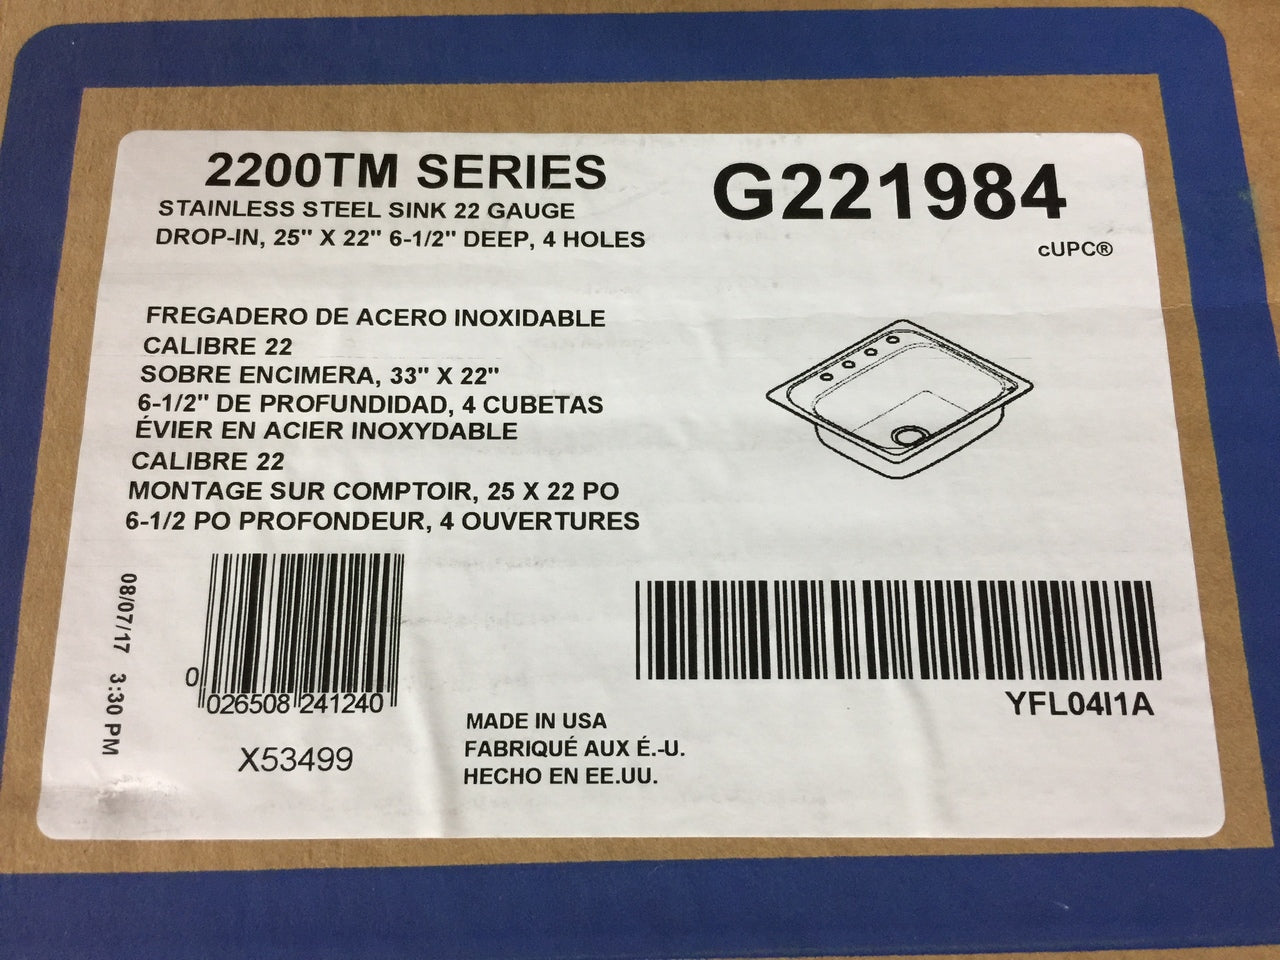 2200TM SERIES
STAINLESS STEEL SINK 22 GAUGE
DROP-IN, 25" X 22" 6-1/2" DEEP, 4 HOLES
G221984
cUPC®
FREGADERO DE ACERO INOXIDABLE
CALIBRE 22
SOBRE ENCIMERA, 33" X 22"
6-1/2" DE PROFUNDIDAD, 4 CUBETAS
ÉVIER EN ACIER INOXYDABLE
CALIBRE 22
MONTAGE SUR COMPTOIR, 25 X 22 PO
6-1/2 PO PROFONDEUR, 4 OUVERTURES
08/07/17 3:30 PM
0 026508 241240
X53499
MADE IN USA
FABRIQUÉ AUX É.-U.
HECHO EN EE.UU.
YFL04I1A